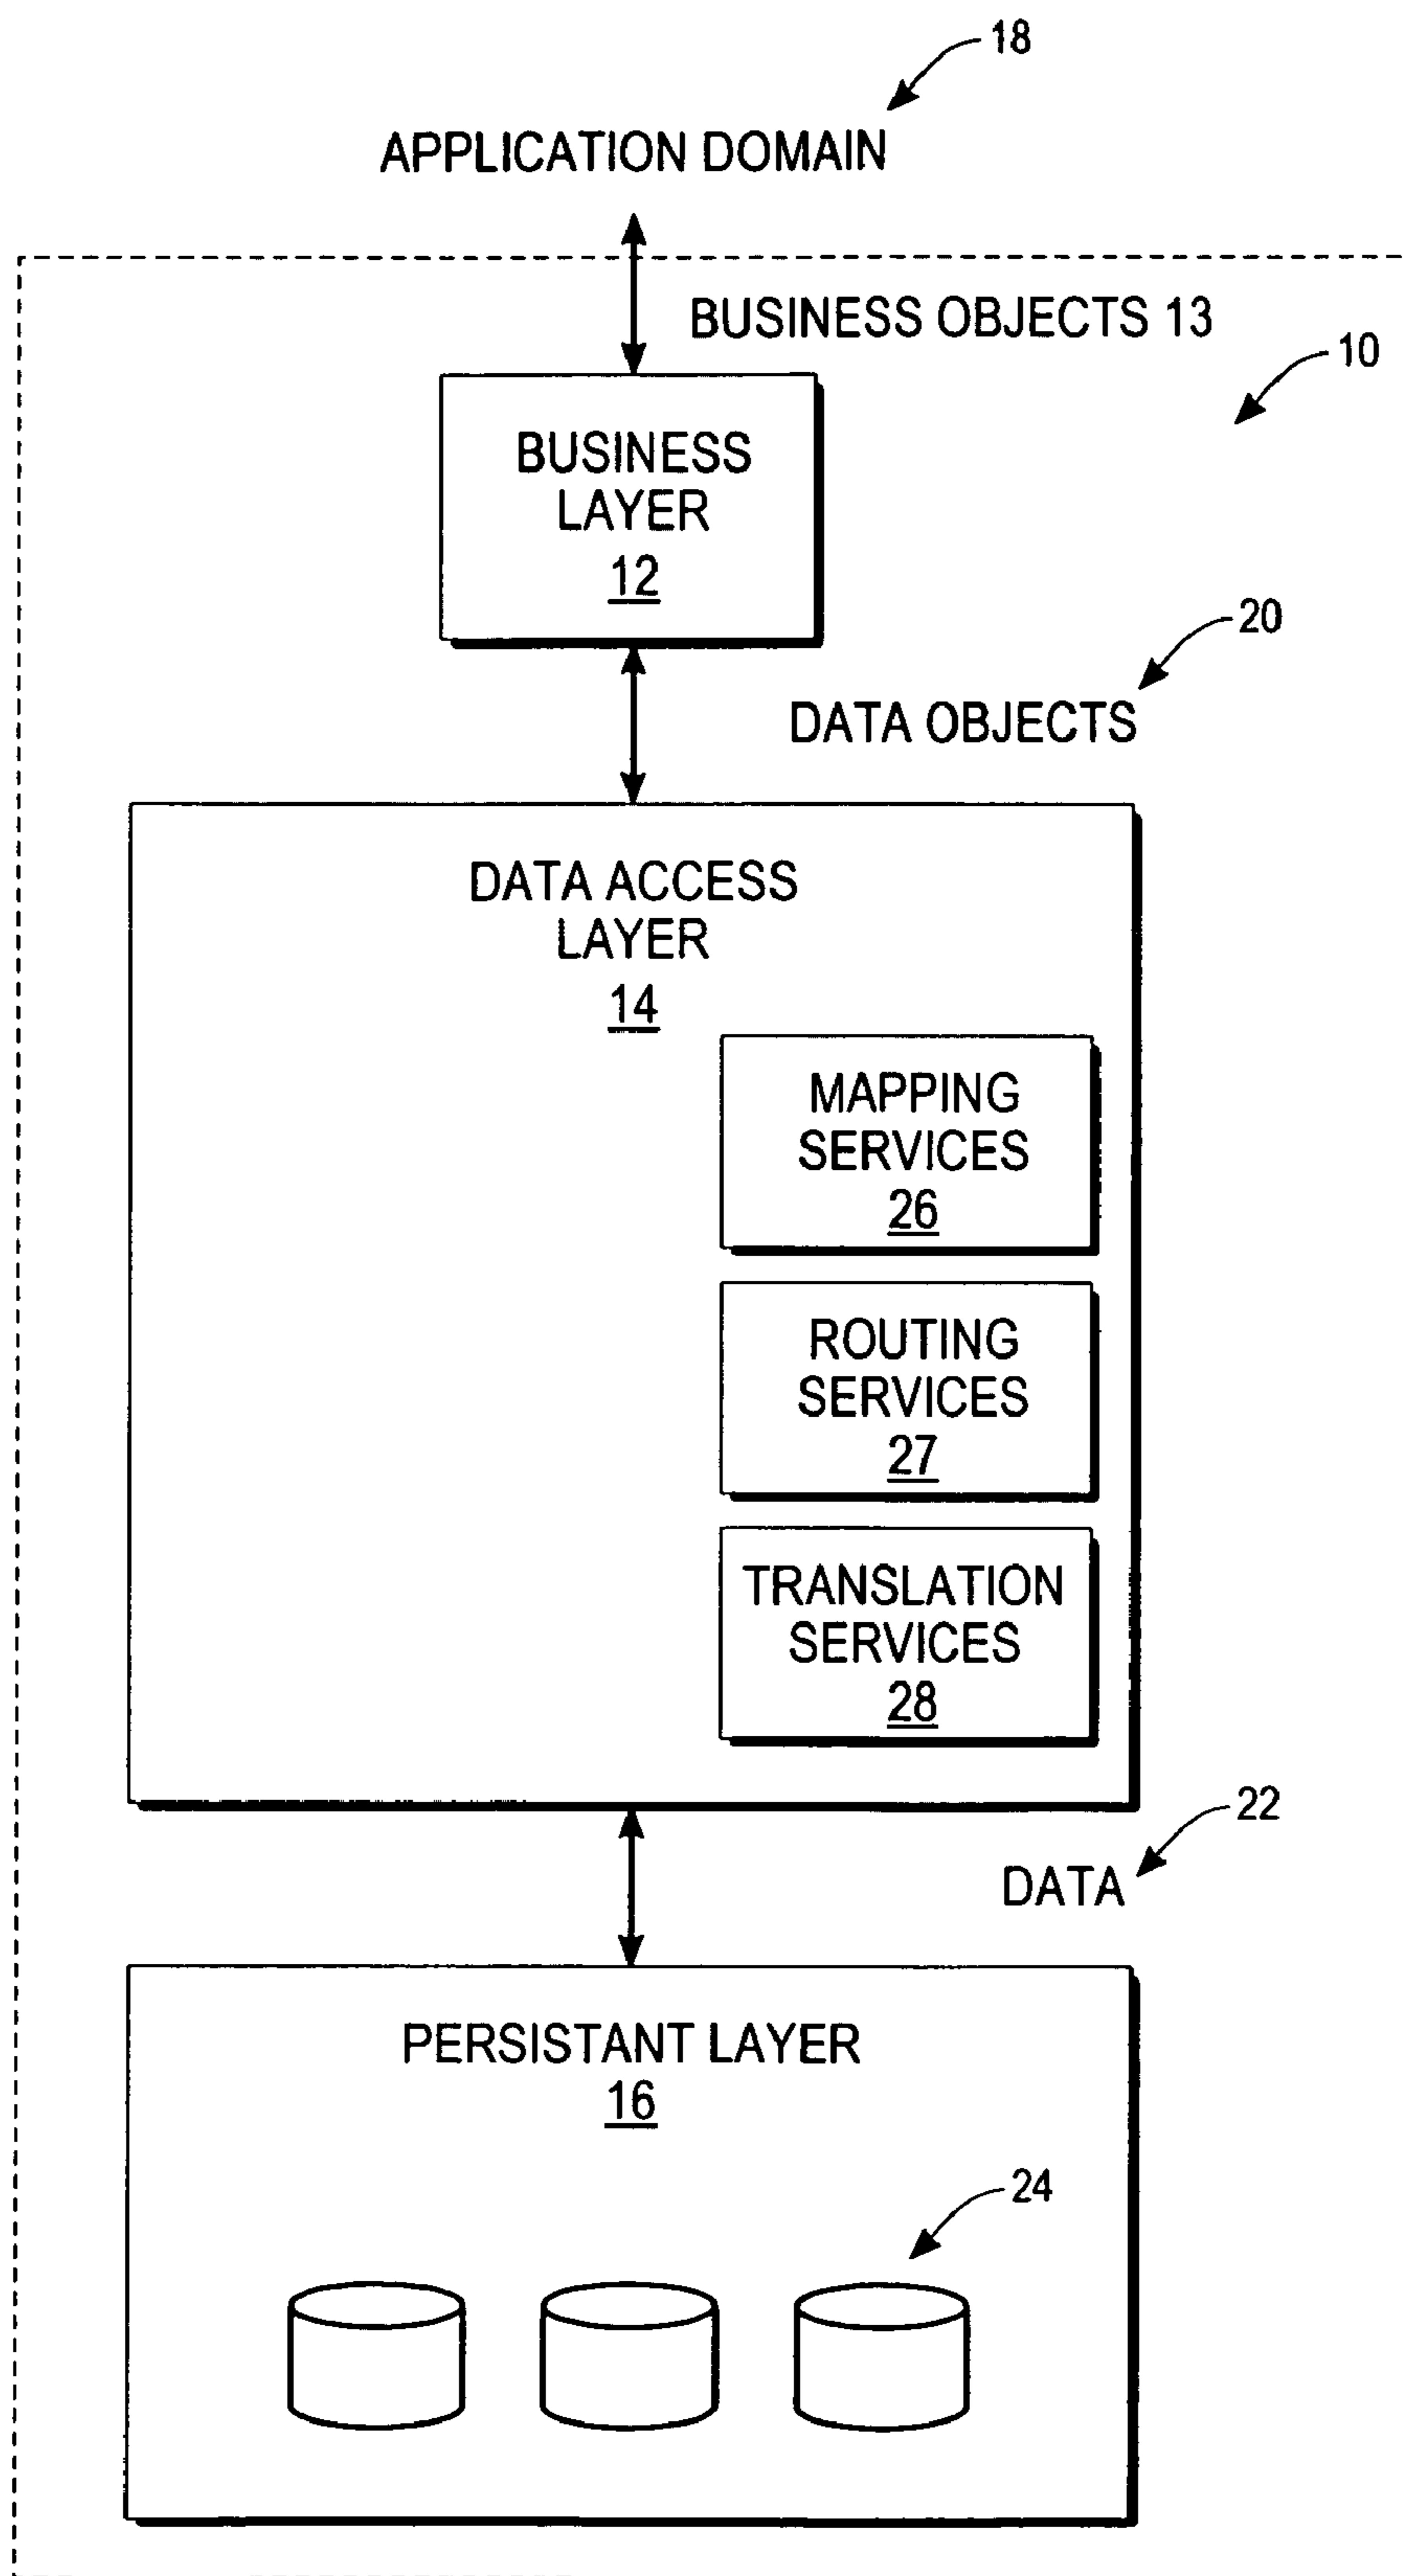 18
APPLICATION DOMAIN
BUSINESS OBJECTS 13
10
BUSINESS
LAYER
12
20
DATA OBJECTS
DATA ACCESS
LAYER
14
MAPPING
SERVICES
26
ROUTING
SERVICES
27
TRANSLATION
SERVICES
28
22
DATA
PERSISTANT LAYER
16
24